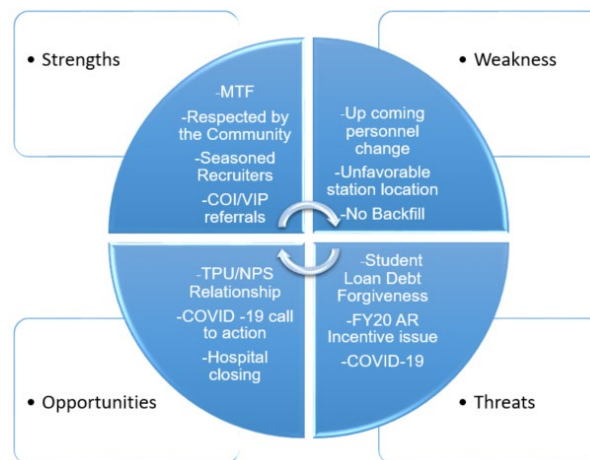 • Strengths
-MTF
-Respected by
the Community
-Seasoned
Recruiters
-COI/VIP
referrals
• Weakness
-Up coming
personnel
change
-Unfavorable
station location
-No Backfill
-TPU/NPS
Relationship
-COVID -19 call
to action
-Hospital
closing
• Opportunities
-Student
Loan Debt
Forgiveness
-FY20 AR
Incentive issue
-COVID-19
• Threats